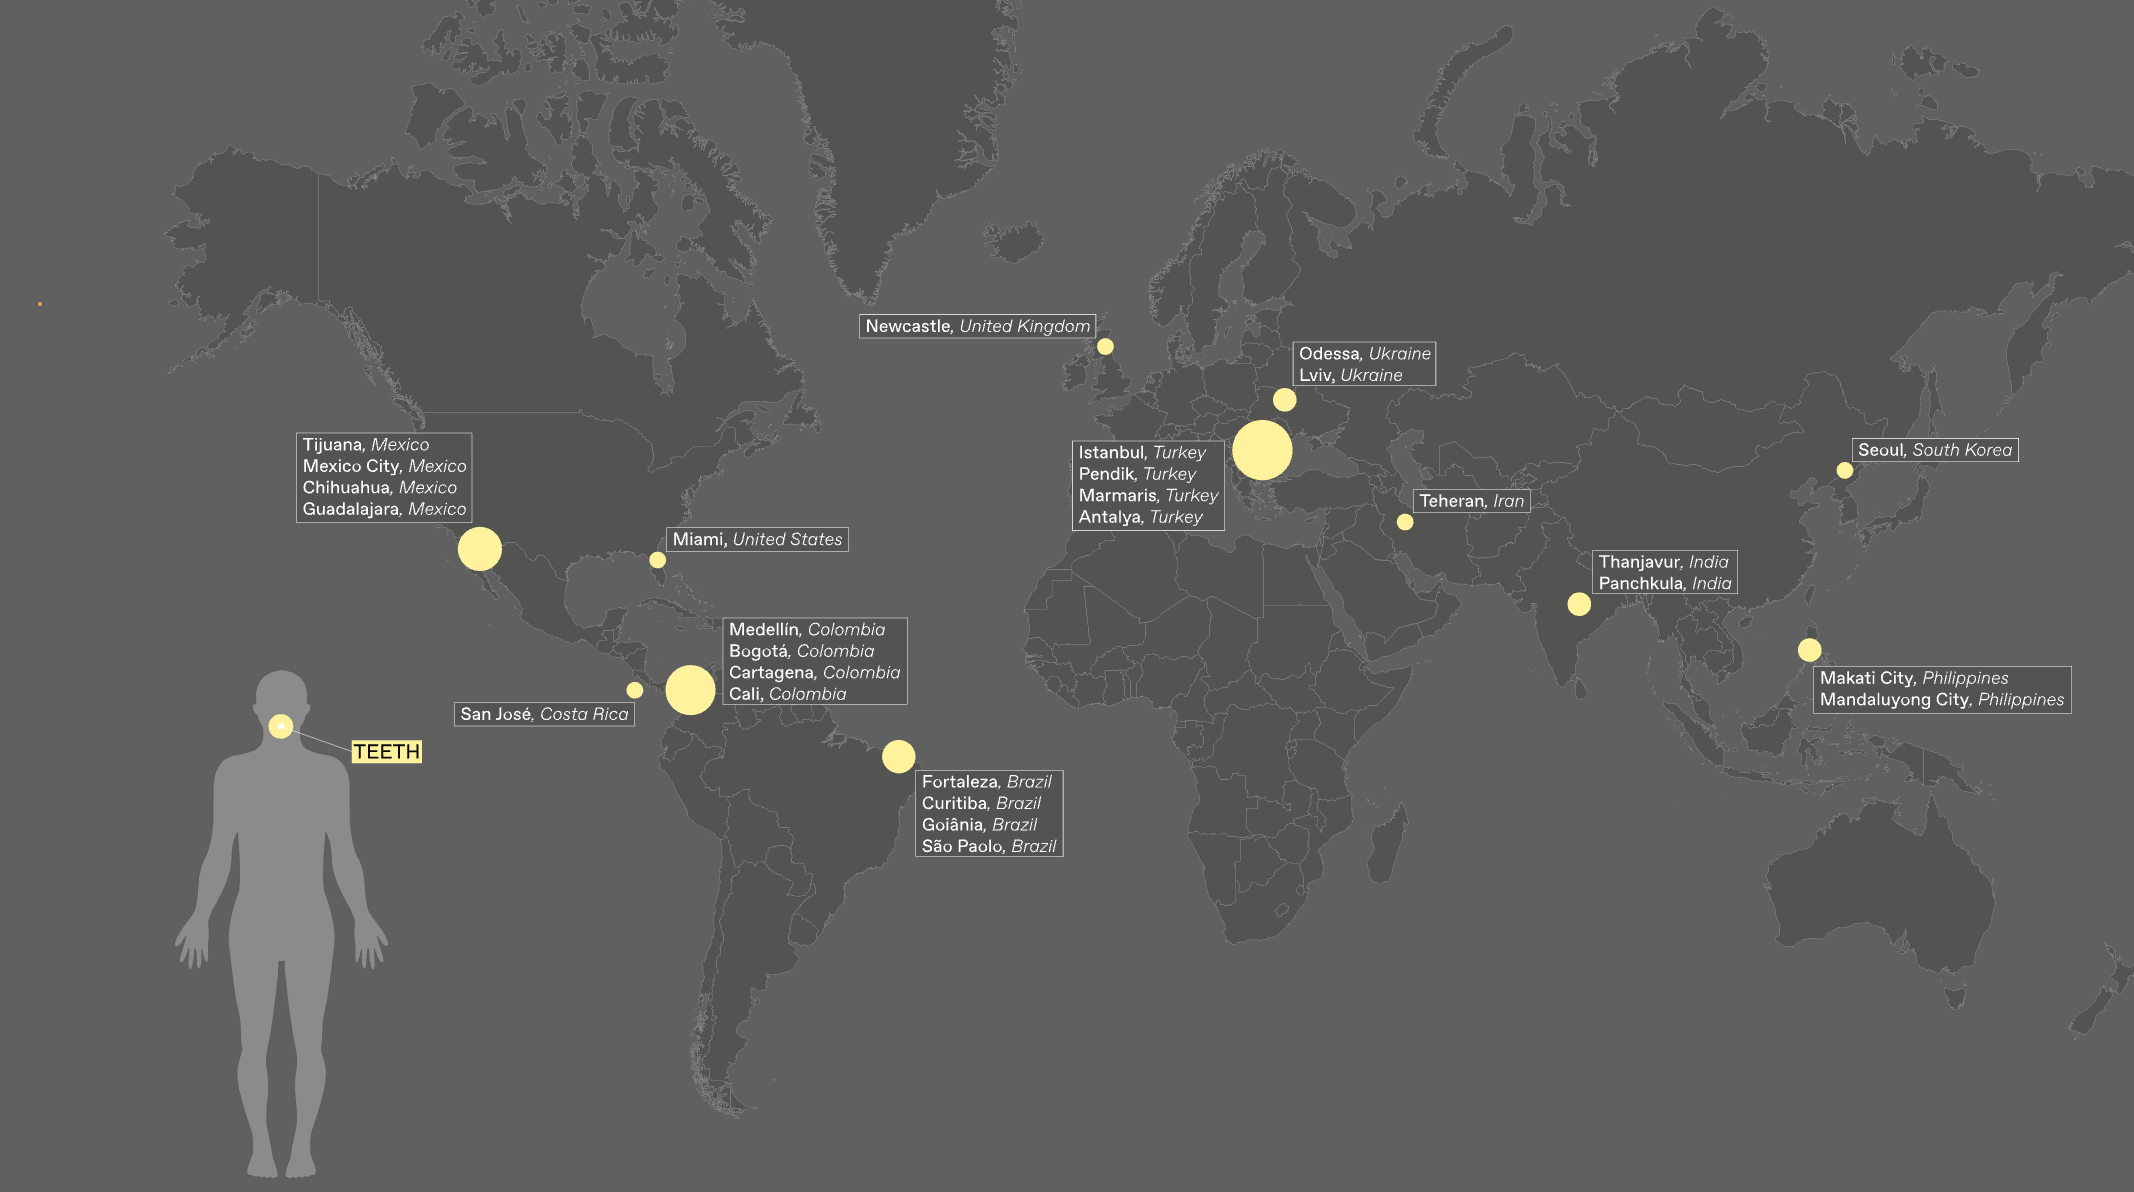 Newcastle, United Kingdom
Odessa, Ukraine
Lviv, Ukraine
Tijuana, Mexico
Mexico City, Mexico
Chihuahua, Mexico
Guadalajara, Mexico
Istanbul, Turkey
Pendik, Turkey
Marmaris, Turkey
Antalya, Turkey
Seoul, South Korea
Teheran, Iran
Miami, United States
Thanjavur, India
Panchkula, India
Medellín, Colombia
Bogotá, Colombia
Cartagena, Colombia
Cali, Colombia
Makati City, Philippines
Mandaluyong City, Philippines
San José, Costa Rica
TEETH
Fortaleza, Brazil
Curitiba, Brazil
Goiânia, Brazil
São Paolo, Brazil